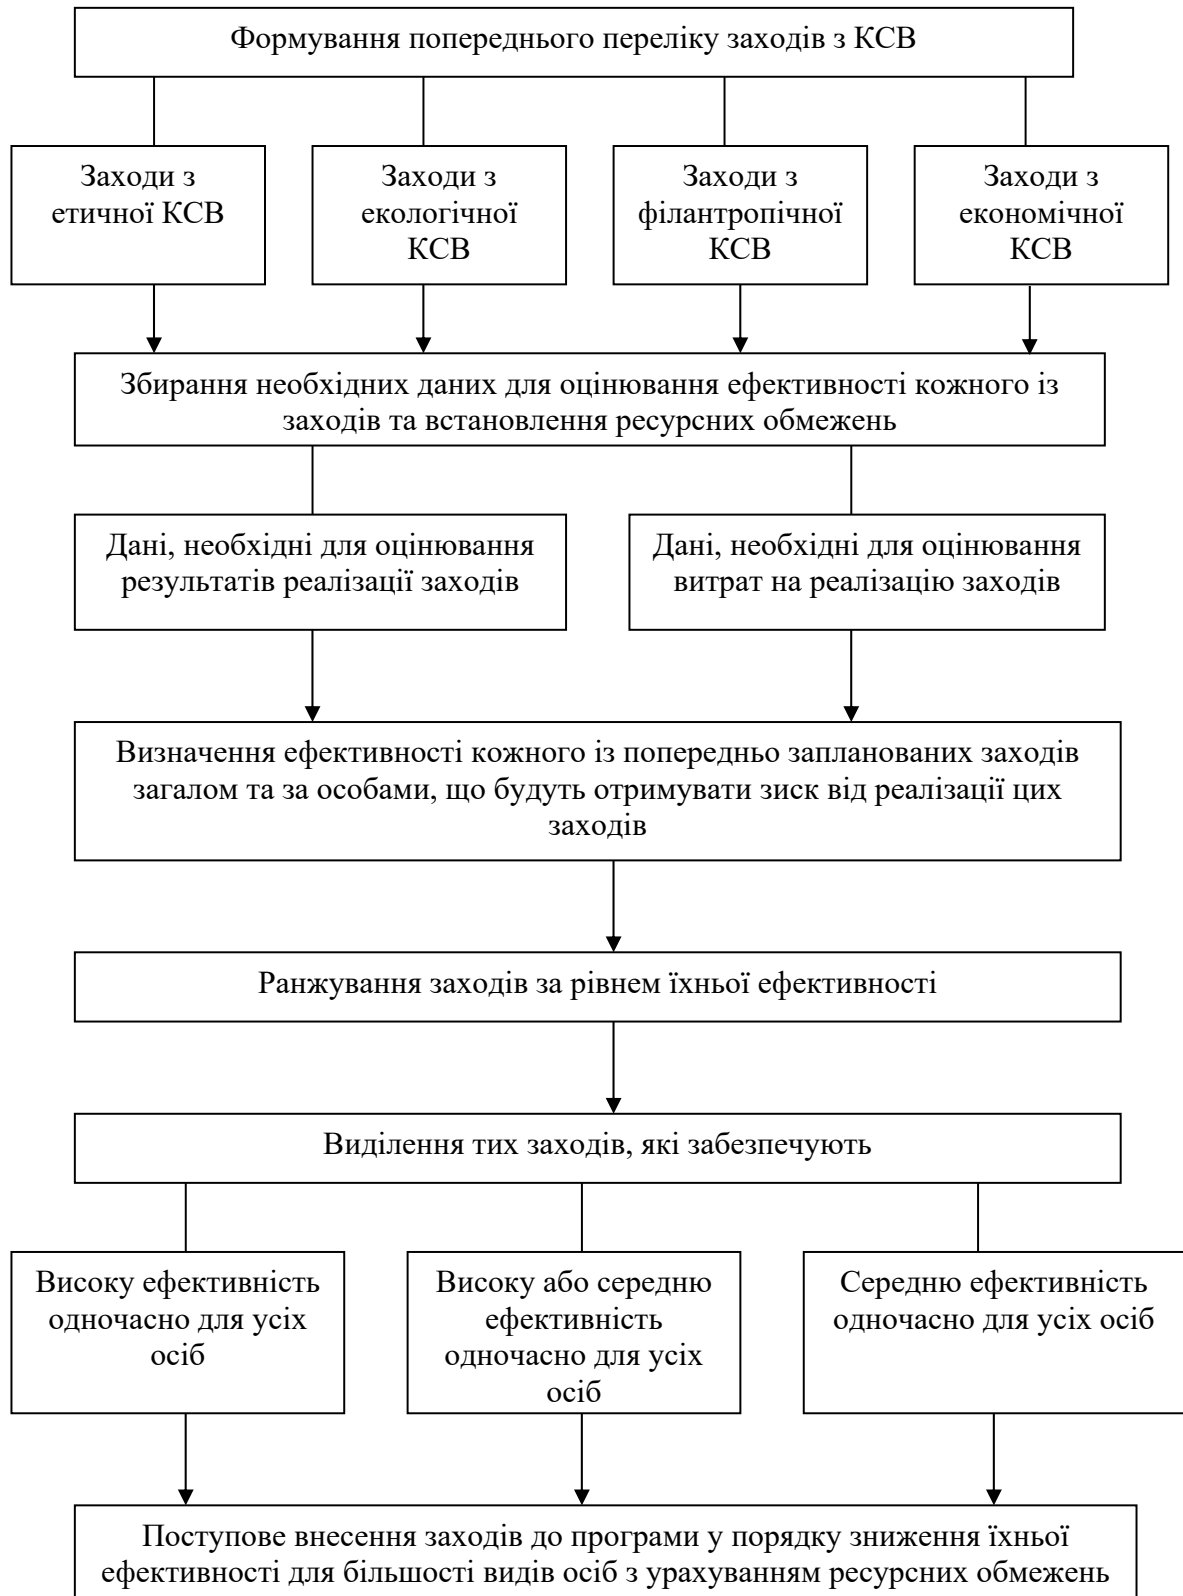 Формування попереднього переліку заходів з КСВ
Заходи з
етичної КСВ
Заходи з
екологічної
КСВ
Заходи з
філантропічної
КСВ
Заходи з
економічної
КСВ
Збирання необхідних даних для оцінювання ефективності кожного із
заходів та встановлення ресурсних обмежень
Дані, необхідні для оцінювання
результатів реалізації заходів
Дані, необхідні для оцінювання
витрат на реалізацію заходів
Визначення ефективності кожного із попередньо запланованих заходів
загалом та за особами, що будуть отримувати зиск від реалізації цих
заходів
Ранжування заходів за рівнем їхньої ефективності
Виділення тих заходів, які забезпечують
Високу ефективність
одночасно для усіх
осіб
Високу або середню
ефективність
одночасно для усіх
осіб
Середню ефективність
одночасно для усіх осіб
Поступове внесення заходів до програми у порядку зниження їхньої
ефективності для більшості видів осіб з урахуванням ресурсних обмежень